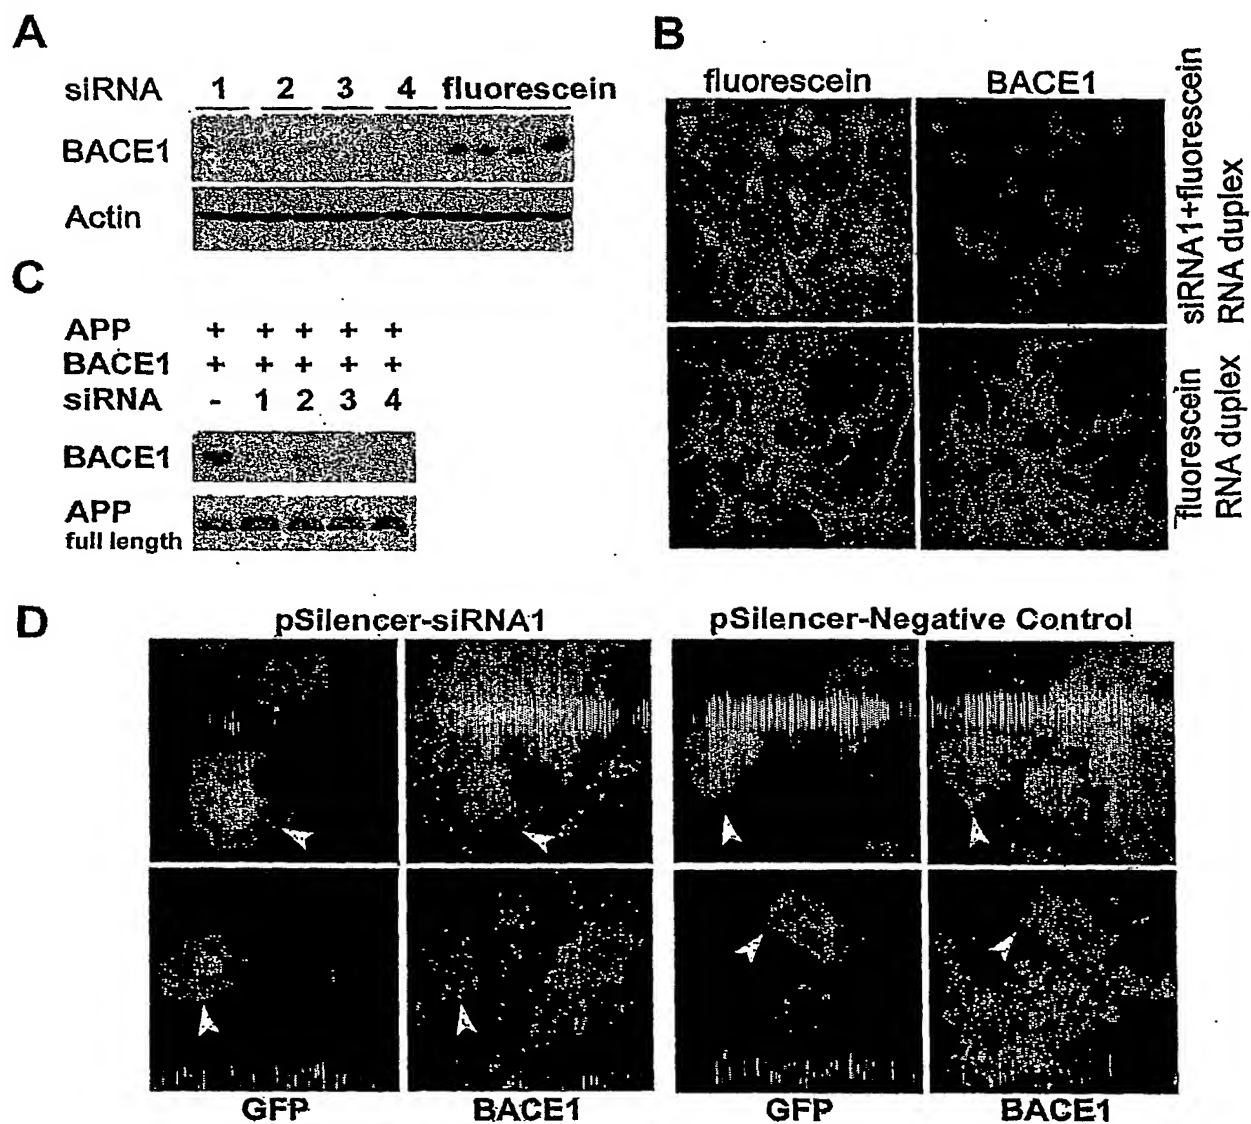 A
siRNA 1 2 3 4 fluorescein
BACE1
Actin
B
fluorescein BACE1
siRNA1+fluorescein
RNA duplex
fluorescein
RNA duplex
C
APP + + + + +
BACE1 + + + + +
siRNA - 1 2 3 4
BACE1
APP
full length
D
pSilencer-siRNA1 pSilencer-Negative Control
GFP BACE1 GFP BACE1